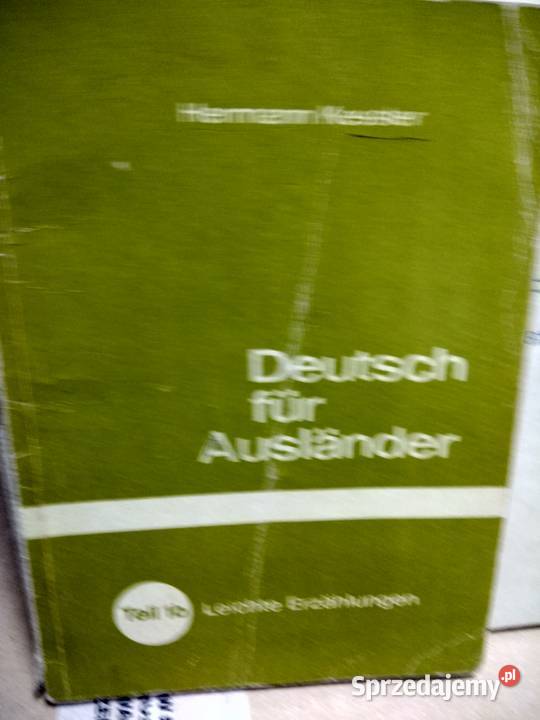 Hermann Kessler
Deutsch
für
Ausländer
Teil 1b
Leichte Erzählungen
Sprzedajemy.pl